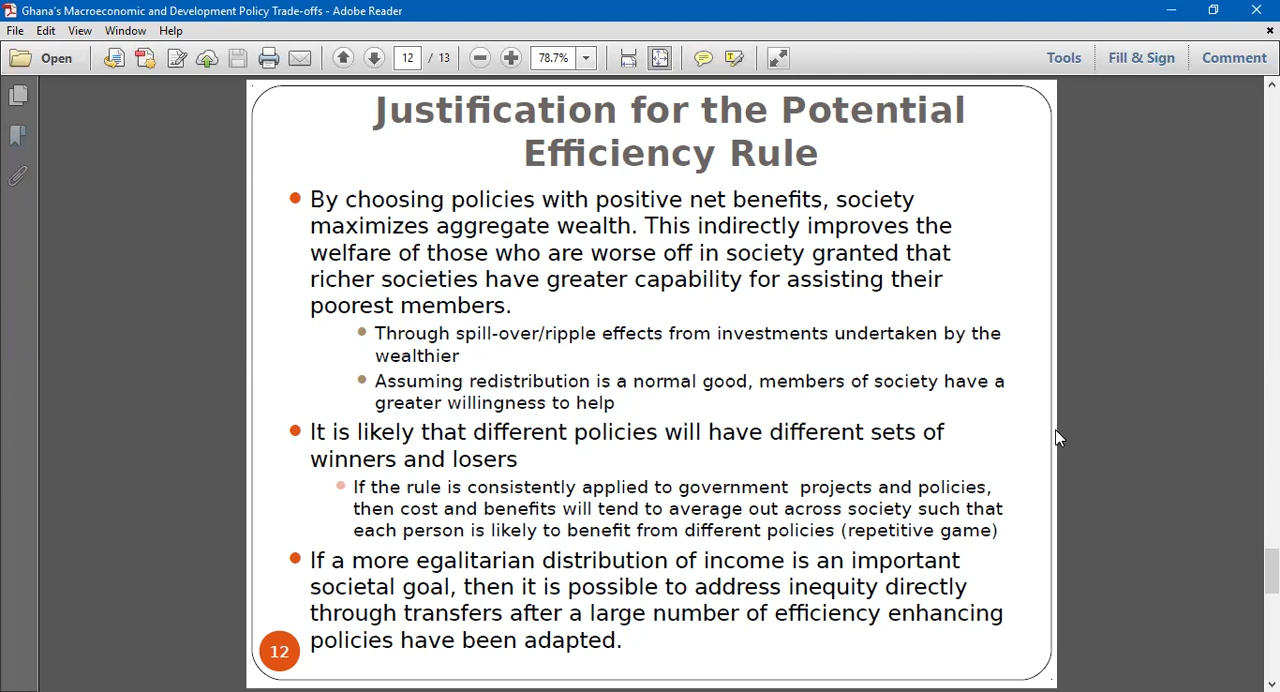 Ghana's Macroeconomic and Development Policy Trade-offs - Adobe Reader
File Edit View Window Help
Open
12 / 13
78.7%
Tools
Fill & Sign
Comment
Justification for the Potential
Efficiency Rule
By choosing policies with positive net benefits, society
maximizes aggregate wealth. This indirectly improves the
welfare of those who are worse off in society granted that
richer societies have greater capability for assisting their
poorest members.
Through spill-over/ripple effects from investments undertaken by the
wealthier
Assuming redistribution is a normal good, members of society have a
greater willingness to help
It is likely that different policies will have different sets of
winners and losers
If the rule is consistently applied to government projects and policies,
then cost and benefits will tend to average out across society such that
each person is likely to benefit from different policies (repetitive game)
If a more egalitarian distribution of income is an important
societal goal, then it is possible to address inequity directly
through transfers after a large number of efficiency enhancing
policies have been adapted.
12